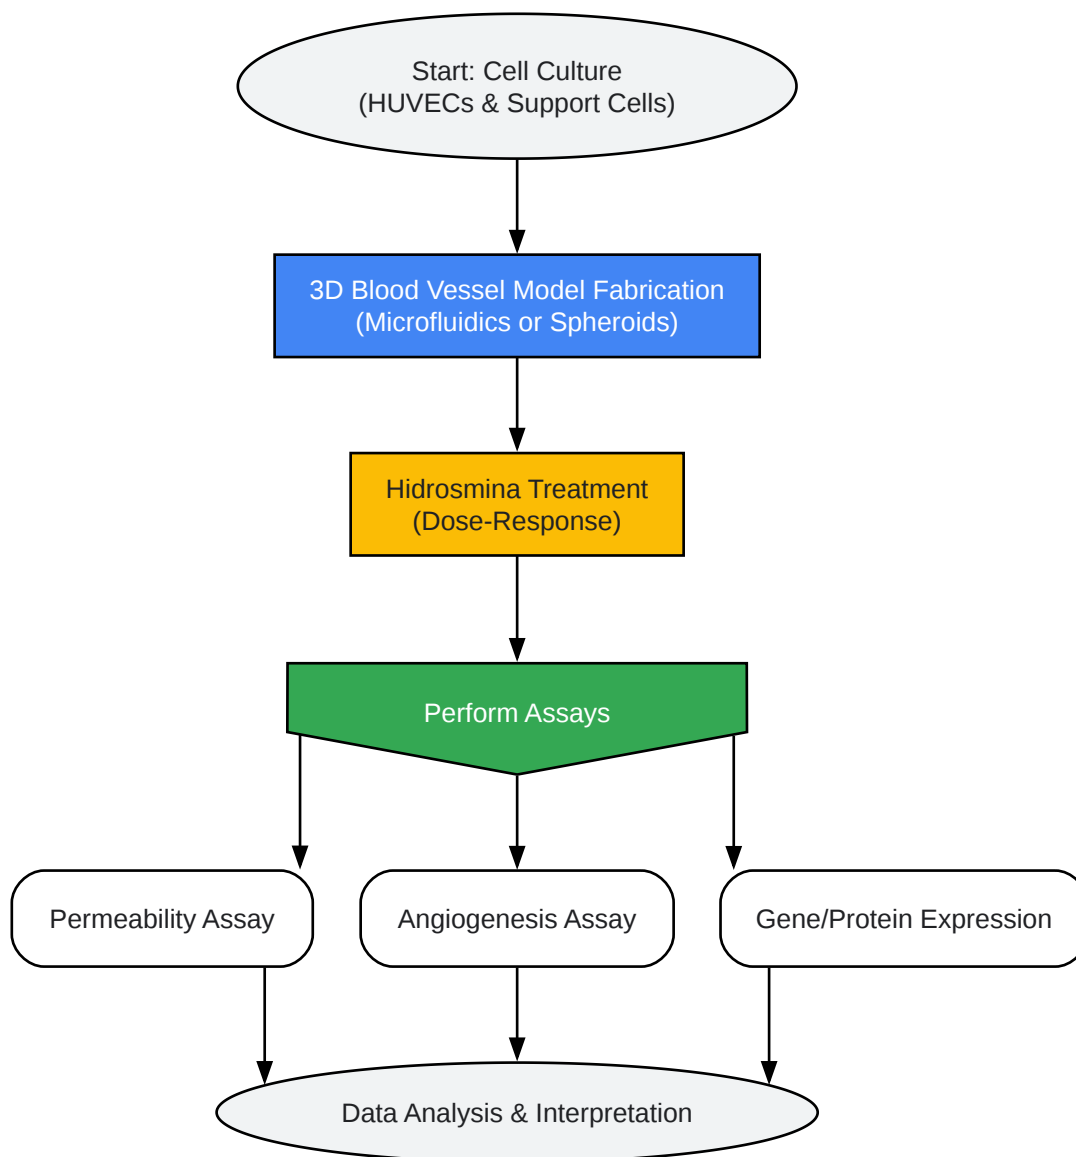 Start: Cell Culture
(HUVECs & Support Cells)
3D Blood Vessel Model Fabrication
(Microfluidics or Spheroids)
Hidrosmina Treatment
(Dose-Response)
Perform Assays
Permeability Assay
Angiogenesis Assay
Gene/Protein Expression
Data Analysis & Interpretation